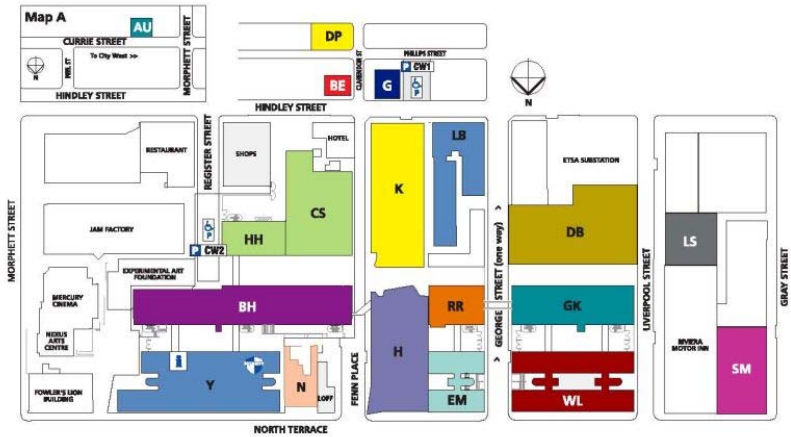 Map A
AU
CURRIE STREET
To City West >>
MORPHETT STREET
N
HINDLEY STREET
DP
PHILLIPS STREET
CLARENDON ST
P CW1
P
BE
G
HINDLEY STREET
N
MORPHETT STREET
RESTAURANT
REGISTER STREET
SHOPS
HOTEL
LB
K
ETSA SUBSTATION
CS
JAM FACTORY
P
HH
P CW2
DB
LS
GEORGE STREET (one way)
LIVERPOOL STREET
GRAY STREET
EXPERIMENTAL ART
FOUNDATION
MERCURY
CINEMA
BH
RR
GK
NEXUS
ARTS
CENTRE
H
RIVIERA
MOTOR INN
i
Y
N
FENN PLACE
EM
WL
SM
FOWLER'S LION
BUILDING
LOFT
NORTH TERRACE